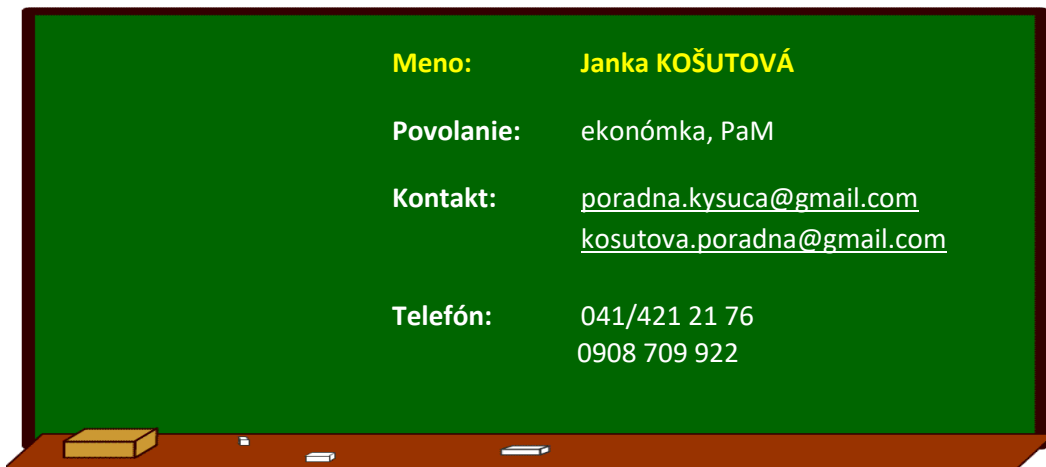 Meno: Janka KOŠUTOVÁ
Povolanie: ekonómka, PaM
Kontakt: poradna.kysuca@gmail.com
kosutova.poradna@gmail.com
Telefón: 041/421 21 76
0908 709 922